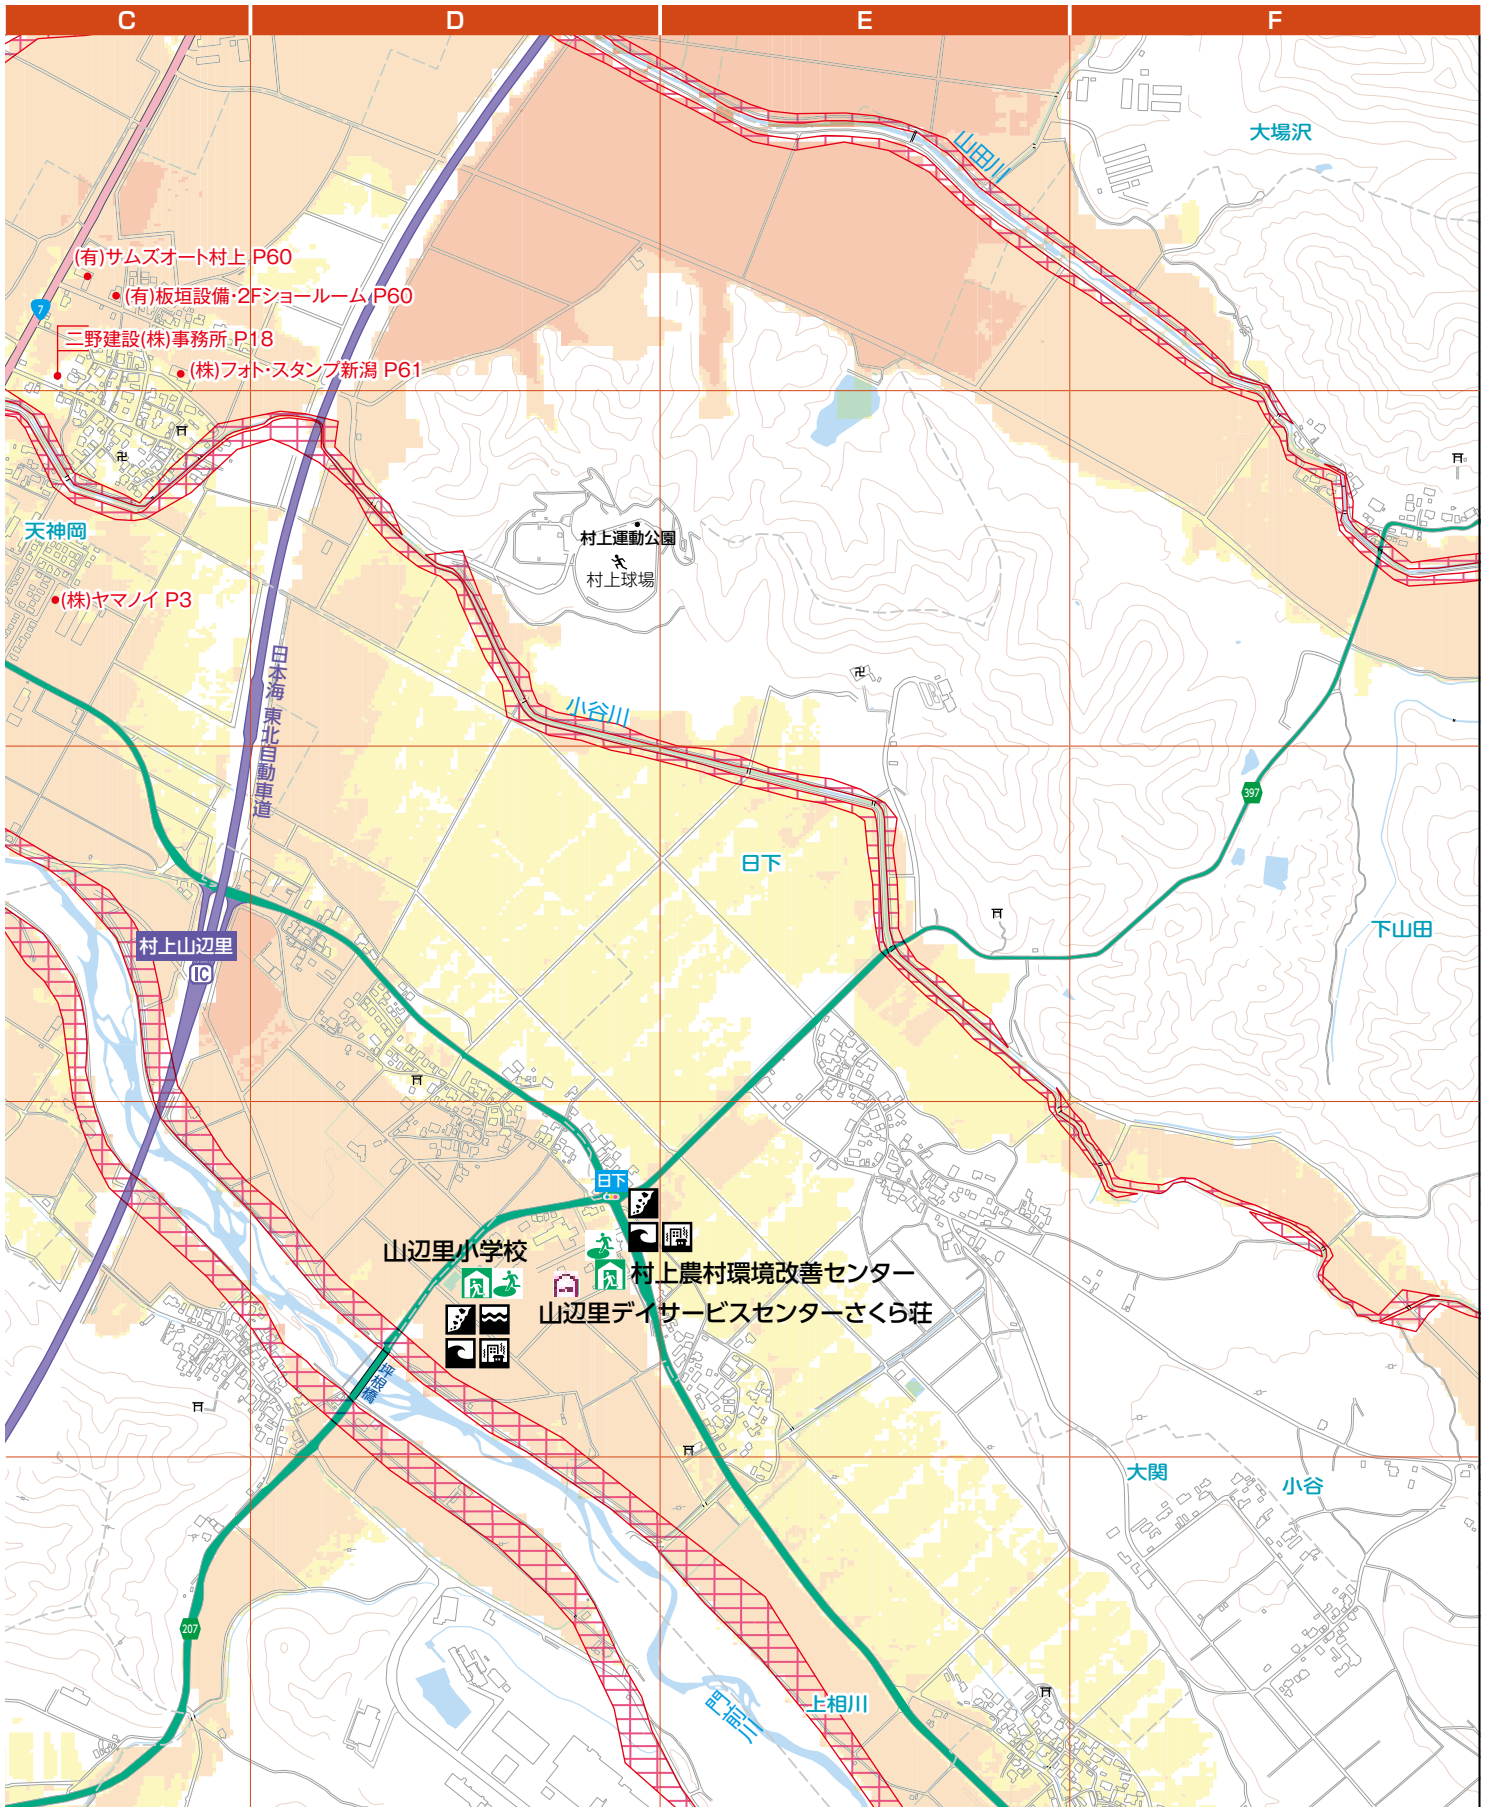 C
D
E
F
大場沢
山田川
(有)サムズオート村上 P60
(有)板垣設備・2Fショールーム P60
7
二野建設(株)事務所 P18
(株)フォト・スタンプ新潟 P61
天神岡
村上運動公園
村上球場
(株)ヤマノイ P3
日本海東北自動車道
小谷川
397
日下
下山田
村上山辺里
IC
日下
山辺里小学校
村上農村環境改善センター
山辺里デイサービスセンターさくら荘
坪根橋
大関
小谷
207
門前川
上相川